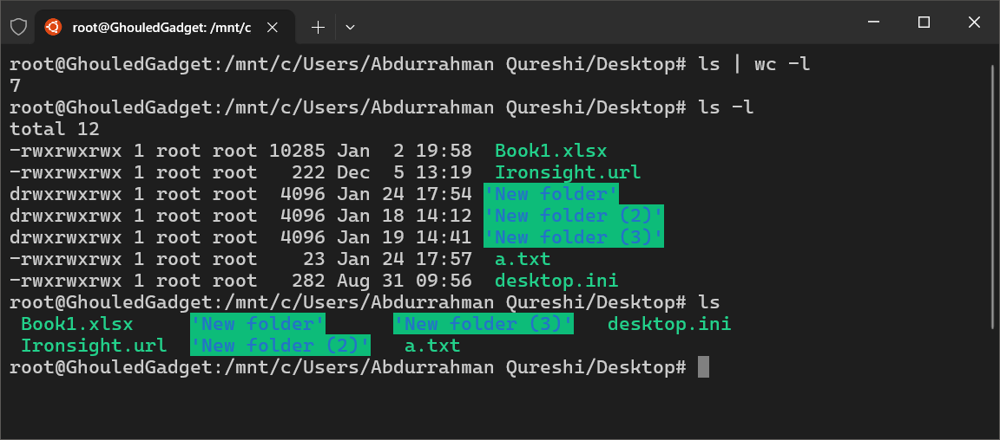 root@GhouledGadget: /mnt/c
root@GhouledGadget:/mnt/c/Users/Abdurrahman Qureshi/Desktop# ls | wc -l
7
root@GhouledGadget:/mnt/c/Users/Abdurrahman Qureshi/Desktop# ls -l
total 12
-rwxrwxrwx 1 root root 10285 Jan  2 19:58  Book1.xlsx
-rwxrwxrwx 1 root root   222 Dec  5 13:19  Ironsight.url
drwxrwxrwx 1 root root  4096 Jan 24 17:54 'New folder'
drwxrwxrwx 1 root root  4096 Jan 18 14:12 'New folder (2)'
drwxrwxrwx 1 root root  4096 Jan 19 14:41 'New folder (3)'
-rwxrwxrwx 1 root root    23 Jan 24 17:57  a.txt
-rwxrwxrwx 1 root root   282 Aug 31 09:56  desktop.ini
root@GhouledGadget:/mnt/c/Users/Abdurrahman Qureshi/Desktop# ls
 Book1.xlsx     'New folder'      'New folder (3)'   desktop.ini
 Ironsight.url  'New folder (2)'   a.txt
root@GhouledGadget:/mnt/c/Users/Abdurrahman Qureshi/Desktop#